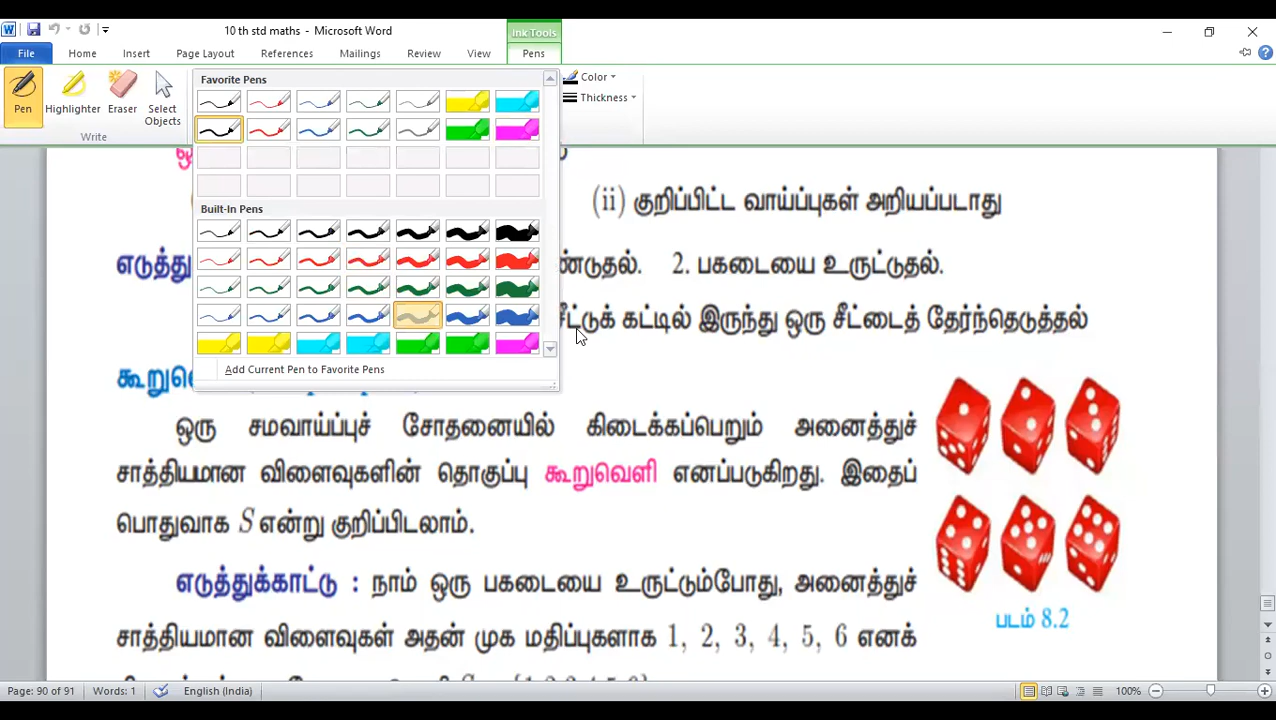 10 th std maths - Microsoft Word
Ink Tools
File Home Insert Page Layout References Mailings Review View Pens
Pen Highlighter Eraser Select Objects
Write
Color
Thickness
Favorite Pens
Built-In Pens
Add Current Pen to Favorite Pens
(ii) குறிப்பிட்ட வாய்ப்புகள் அறியப்படாது
எடுத்து 2. பகடையை உருட்டுதல்.
சீட்டுக் கட்டில் இருந்து ஒரு சீட்டைத் தேர்ந்தெடுத்தல்
கூறுவெ
ஒரு சமவாய்ப்புச் சோதனையில் கிடைக்கப்பெறும் அனைத்துச்
சாத்தியமான விளைவுகளின் தொகுப்பு கூறுவெளி எனப்படுகிறது. இதைப்
பொதுவாக S என்று குறிப்பிடலாம்.
எடுத்துக்காட்டு : நாம் ஒரு பகடையை உருட்டும்போது, அனைத்துச்
சாத்தியமான விளைவுகள் அதன் முக மதிப்புகளாக 1, 2, 3, 4, 5, 6 எனக்
படம் 8.2
Page: 90 of 91 Words: 1 English (India) 100%